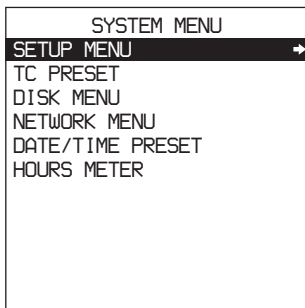 SYSTEM MENU
SETUP MENU
TC PRESET
DISK MENU
NETWORK MENU
DATE/TIME PRESET
HOURS METER